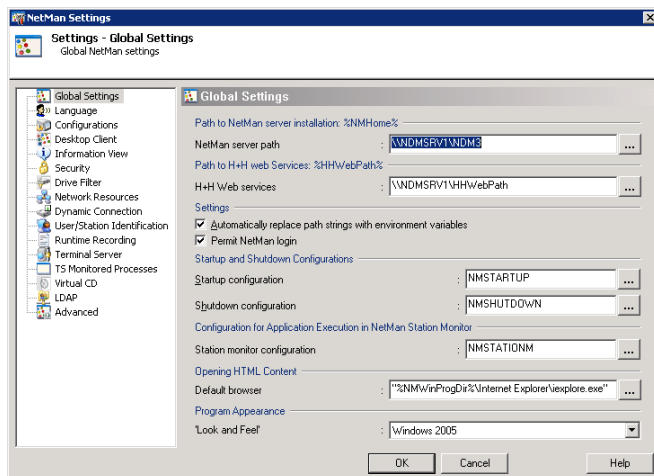 NetMan Settings
Settings - Global Settings
Global NetMan settings
Global Settings
Language
Configurations
Desktop Client
Information View
Security
Drive Filter
Network Resources
Dynamic Connection
User/Station Identification
Runtime Recording
Terminal Server
TS Monitored Processes
Virtual CD
LDAP
Advanced
Global Settings
Path to NetMan server installation: %NMHome%
NetMan server path : \\NDMSRV1\NDM3 ...
Path to H+H web Services: %HHWebPath%
H+H Web services : \\NDMSRV1\HHWebPath ...
Settings
Automatically replace path strings with environment variables
Permit NetMan login
Startup and Shutdown Configurations
Startup configuration : NMSTARTUP ...
Shutdown configuration : NMSHUTDOWN ...
Configuration for Application Execution in NetMan Station Monitor
Station monitor configuration : NMSTATIONM ...
Opening HTML Content
Default browser : "%NMWinProgDir%\Internet Explorer\iexplore.exe" ...
Program Appearance
'Look and Feel' : Windows 2005
OK Cancel Help